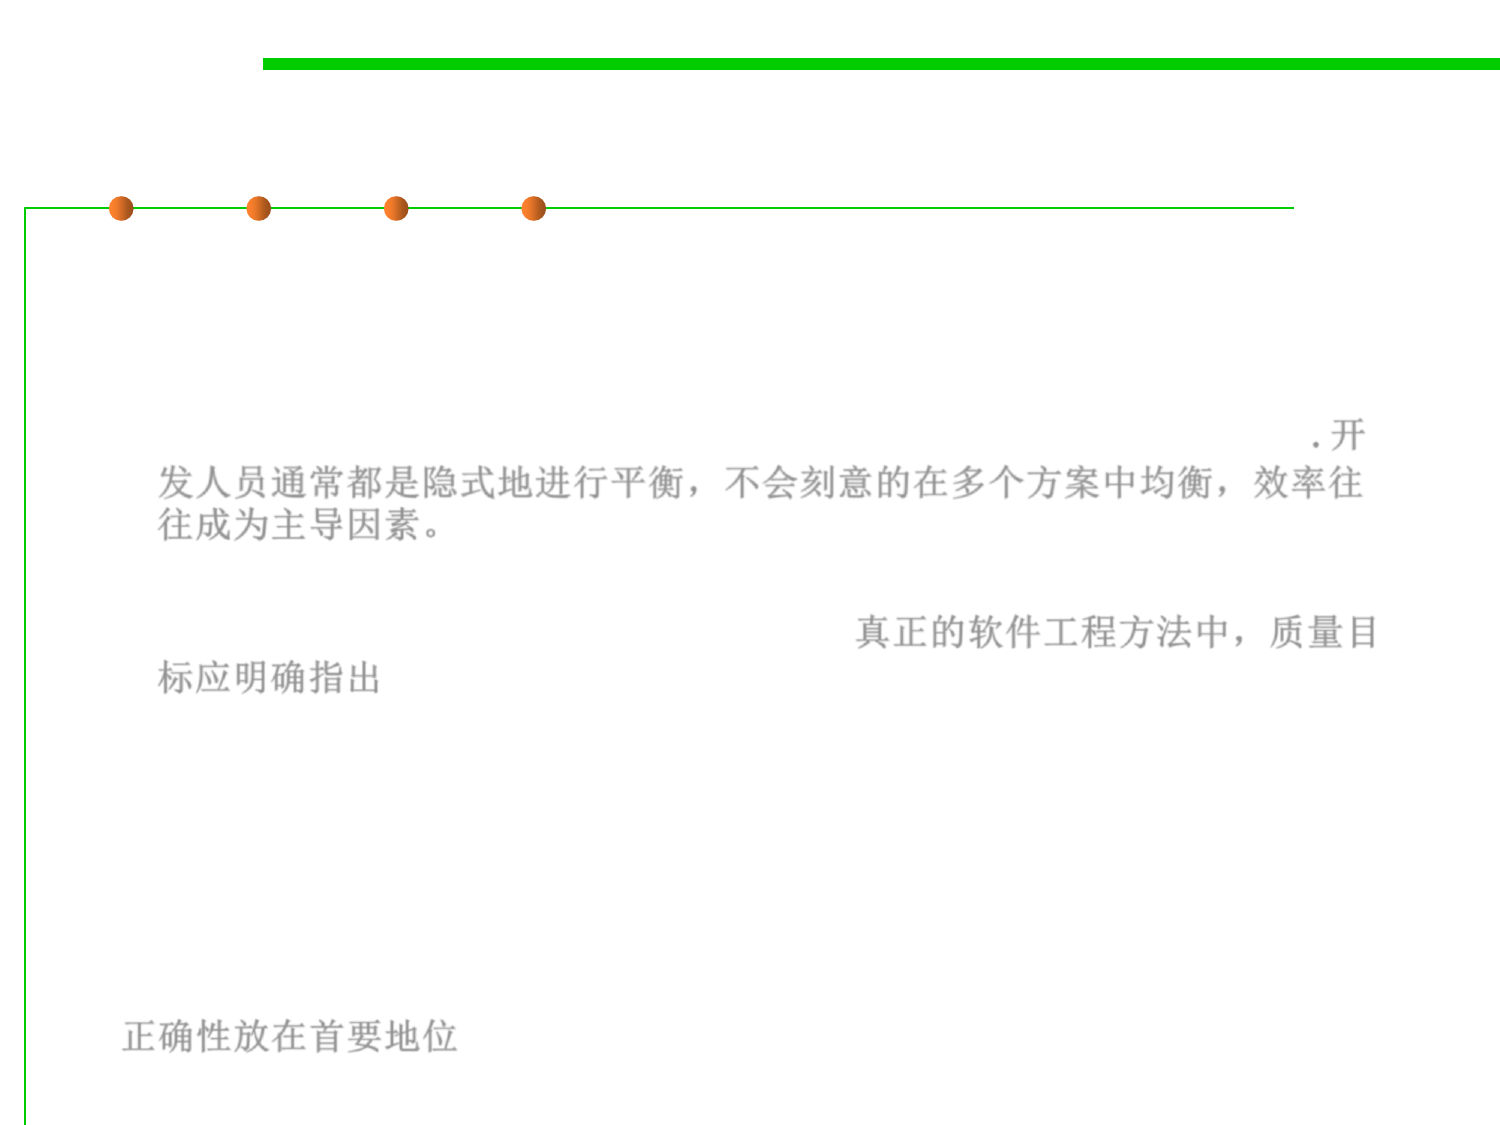 .开
发人员通常都是隐式地进行平衡，不会刻意的在多个方案中均衡，效率往
往成为主导因素。
真正的软件工程方法中，质量目
标应明确指出
正确性放在首要地位